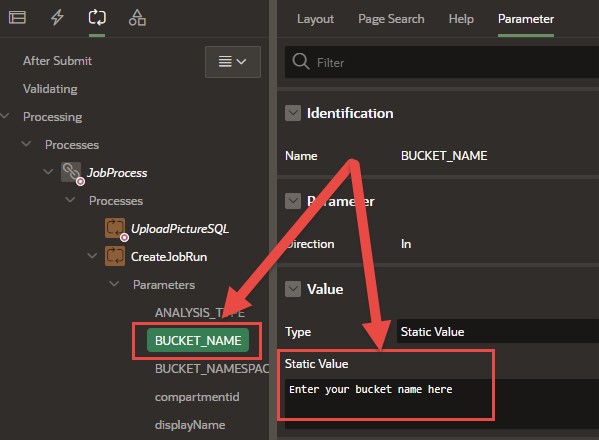 After Submit
Validating
Processing
Processes
JobProcess
Processes
UploadPictureSQL
CreateJobRun
Parameters
ANALYSIS_TYPE
BUCKET_NAME
BUCKET_NAMESPAC
compartmentid
displayName
Layout Page Search Help Parameter
Filter
Identification
Name BUCKET_NAME
Parameter
Direction In
Value
Type Static Value
Static Value
Enter your bucket name here